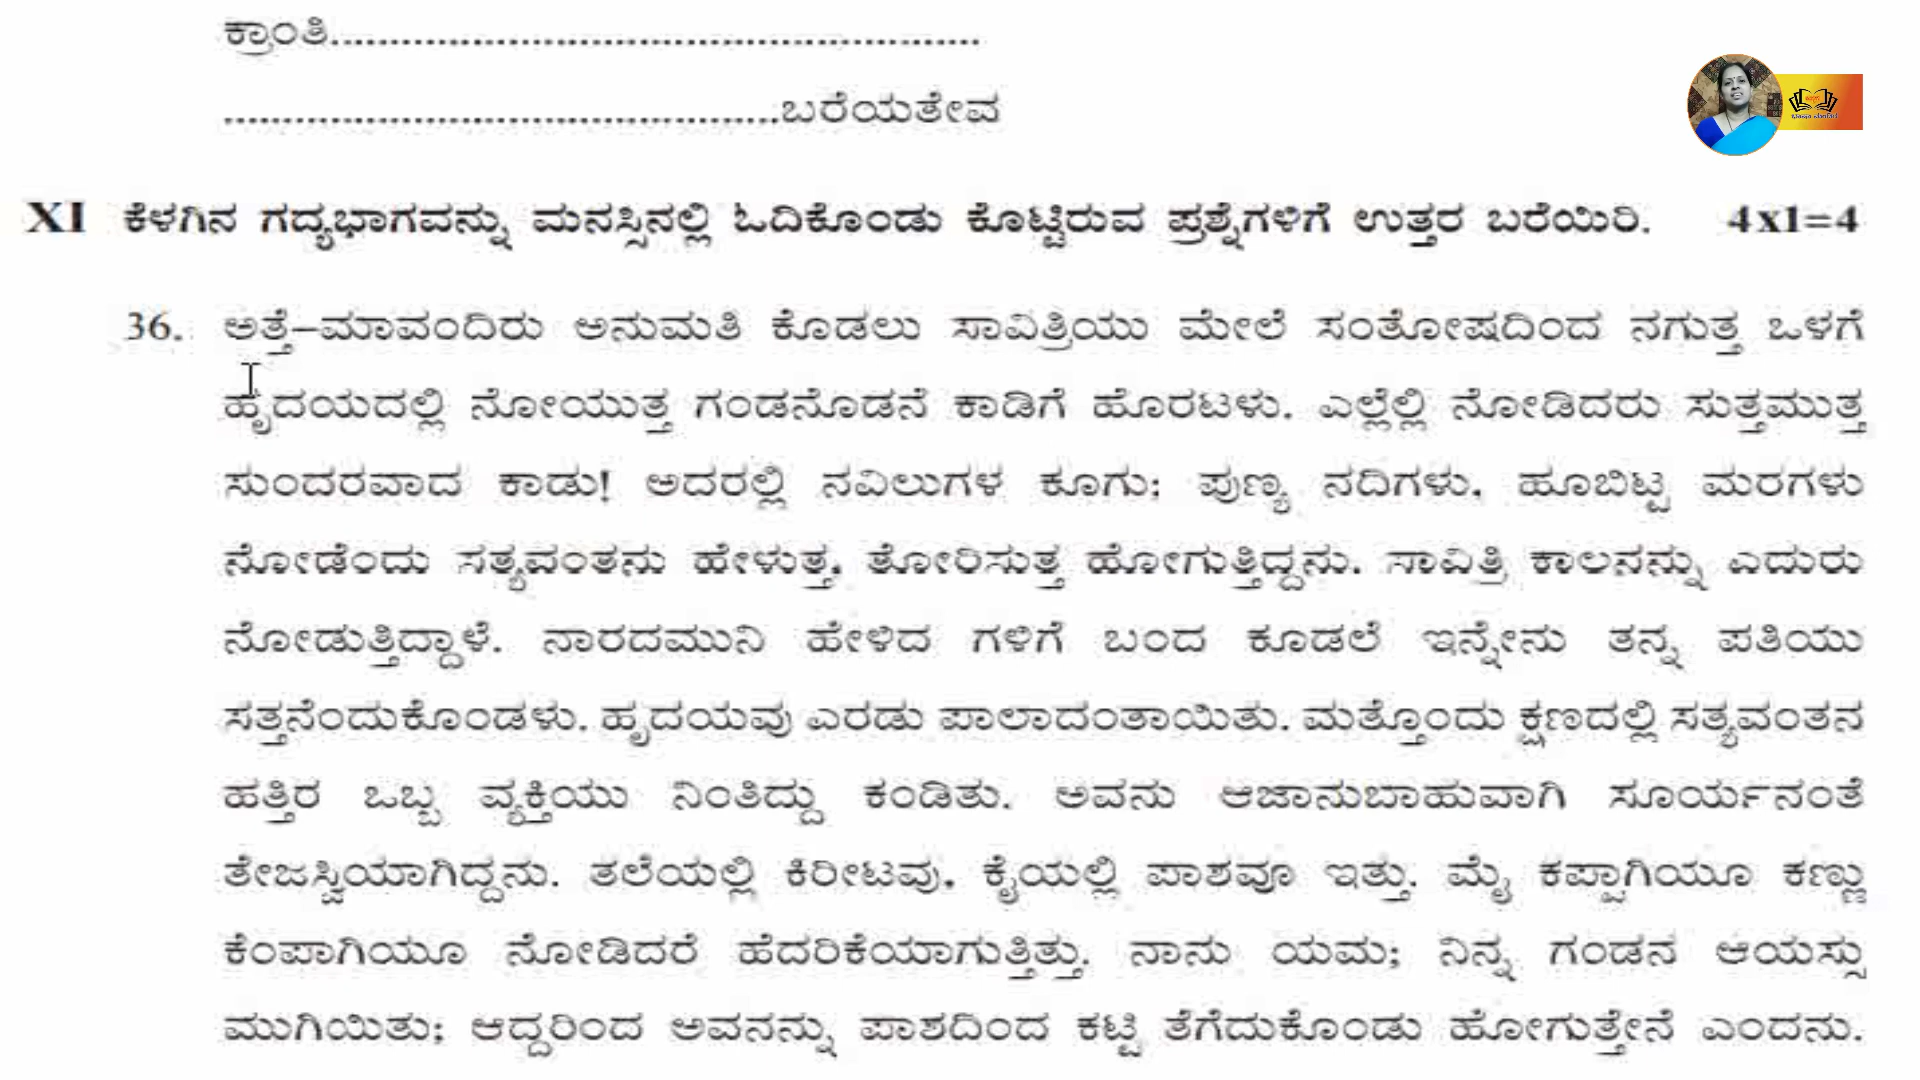 ಕ್ರಾಂತಿ.......................................................
...............................................ಬರೆಯತೇವ
XI ಕೆಳಗಿನ ಗದ್ಯಭಾಗವನ್ನು ಮನಸ್ಸಿನಲ್ಲಿ ಓದಿಕೊಂಡು ಕೊಟ್ಟಿರುವ ಪ್ರಶ್ನೆಗಳಿಗೆ ಉತ್ತರ ಬರೆಯಿರಿ. 4x1=4
36. ಅತ್ತೆ–ಮಾವಂದಿರು ಅನುಮತಿ ಕೊಡಲು ಸಾವಿತ್ರಿಯು ಮೇಲೆ ಸಂತೋಷದಿಂದ ನಗುತ್ತ ಒಳಗೆ
ಹೃದಯದಲ್ಲಿ ನೋಯುತ್ತ ಗಂಡನೊಡನೆ ಕಾಡಿಗೆ ಹೊರಟಳು. ಎಲ್ಲೆಲ್ಲಿ ನೋಡಿದರು ಸುತ್ತಮುತ್ತ
ಸುಂದರವಾದ ಕಾಡು! ಅದರಲ್ಲಿ ನವಿಲುಗಳ ಕೂಗು; ಪುಣ್ಯ ನದಿಗಳು, ಹೂಬಿಟ್ಟ ಮರಗಳು
ನೋಡೆಂದು ಸತ್ಯವಂತನು ಹೇಳುತ್ತ, ತೋರಿಸುತ್ತ ಹೋಗುತ್ತಿದ್ದನು. ಸಾವಿತ್ರಿ ಕಾಲನನ್ನು ಎದುರು
ನೋಡುತ್ತಿದ್ದಾಳೆ. ನಾರದಮುನಿ ಹೇಳಿದ ಗಳಿಗೆ ಬಂದ ಕೂಡಲೆ ಇನ್ನೇನು ತನ್ನ ಪತಿಯು
ಸತ್ತನೆಂದುಕೊಂಡಳು. ಹೃದಯವು ಎರಡು ಪಾಲಾದಂತಾಯಿತು. ಮತ್ತೊಂದು ಕ್ಷಣದಲ್ಲಿ ಸತ್ಯವಂತನ
ಹತ್ತಿರ ಒಬ್ಬ ವ್ಯಕ್ತಿಯು ನಿಂತಿದ್ದು ಕಂಡಿತು. ಅವನು ಆಜಾನುಬಾಹುವಾಗಿ ಸೂರ್ಯನಂತೆ
ತೇಜಸ್ವಿಯಾಗಿದ್ದನು. ತಲೆಯಲ್ಲಿ ಕಿರೀಟವು, ಕೈಯಲ್ಲಿ ಪಾಶವೂ ಇತ್ತು. ಮೈ ಕಪ್ಪಾಗಿಯೂ ಕಣ್ಣು
ಕೆಂಪಾಗಿಯೂ ನೋಡಿದರೆ ಹೆದರಿಕೆಯಾಗುತ್ತಿತ್ತು. ನಾನು ಯಮ; ನಿನ್ನ ಗಂಡನ ಆಯಸ್ಸು
ಮುಗಿಯಿತು; ಆದ್ದರಿಂದ ಅವನನ್ನು ಪಾಶದಿಂದ ಕಟ್ಟಿ ತೆಗೆದುಕೊಂಡು ಹೋಗುತ್ತೇನೆ ಎಂದನು.